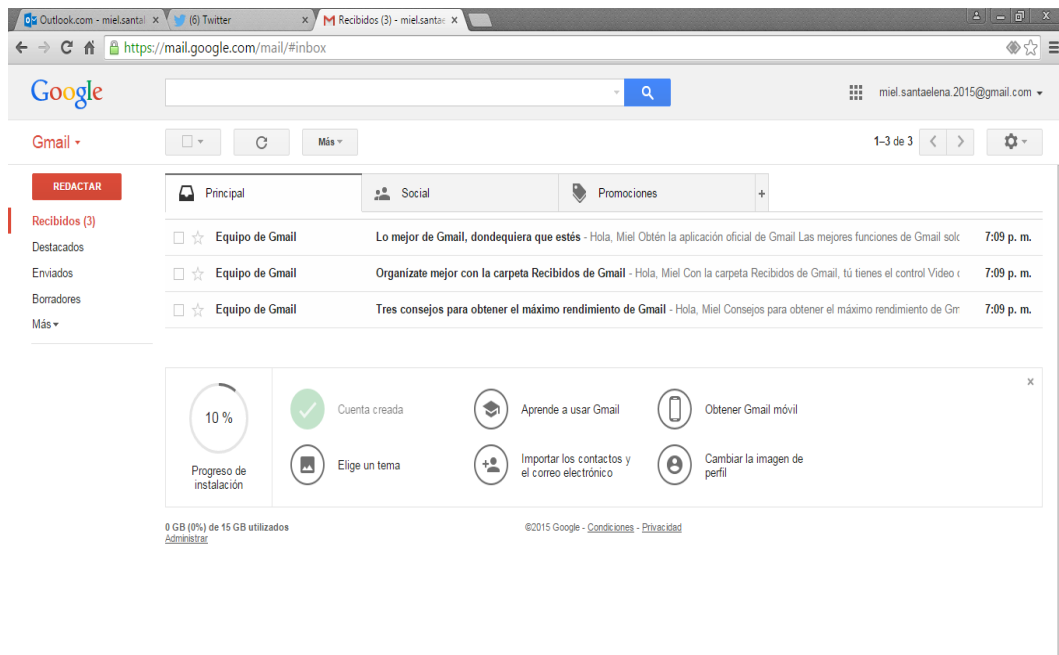 Outlook.com - miel.santal
(6) Twitter
Recibidos (3) - miel.santae
https://mail.google.com/mail/#inbox
Google
miel.santaelena.2015@gmail.com
Gmail
Más
1–3 de 3
REDACTAR
Principal
Social
Promociones
+
Recibidos (3)
Destacados
Enviados
Borradores
Más
Equipo de Gmail Lo mejor de Gmail, dondequiera que estés - Hola, Miel Obtén la aplicación oficial de Gmail Las mejores funciones de Gmail solo 7:09 p. m.
Equipo de Gmail Organízate mejor con la carpeta Recibidos de Gmail - Hola, Miel Con la carpeta Recibidos de Gmail, tú tienes el control Video 7:09 p. m.
Equipo de Gmail Tres consejos para obtener el máximo rendimiento de Gmail - Hola, Miel Consejos para obtener el máximo rendimiento de Gm 7:09 p. m.
10 %
Progreso de
instalación
Cuenta creada
Aprende a usar Gmail
Obtener Gmail móvil
Elige un tema
Importar los contactos y
el correo electrónico
Cambiar la imagen de
perfil
0 GB (0%) de 15 GB utilizados
Administrar
©2015 Google - Condiciones - Privacidad